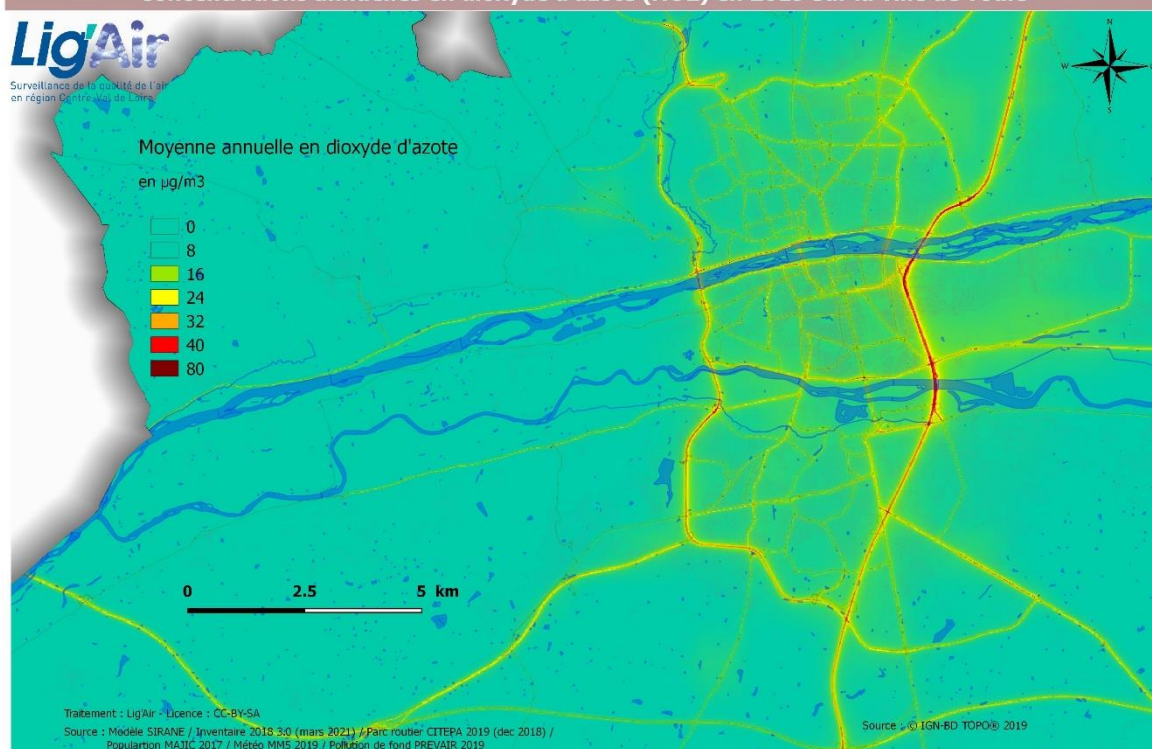 Lig'Air
Surveillance de la qualité de l'air
en région Centre-Val de Loire
N
W
Moyenne annuelle en dioxyde d'azote
en µg/m3
0
8
16
24
32
40
80
0 2.5 5 km
Traitement : Lig'Air - Licence : CC-BY-SA
Source : Modèle SIRANE / Inventaire 2018 3.0 (mars 2021) / Parc routier CITEPA 2019 (dec 2018) /
Popularion MAJIC 2017 / Météo MM5 2019 / Pollution de fond PREVAIR 2019
Source : © IGN-BD TOPO® 2019